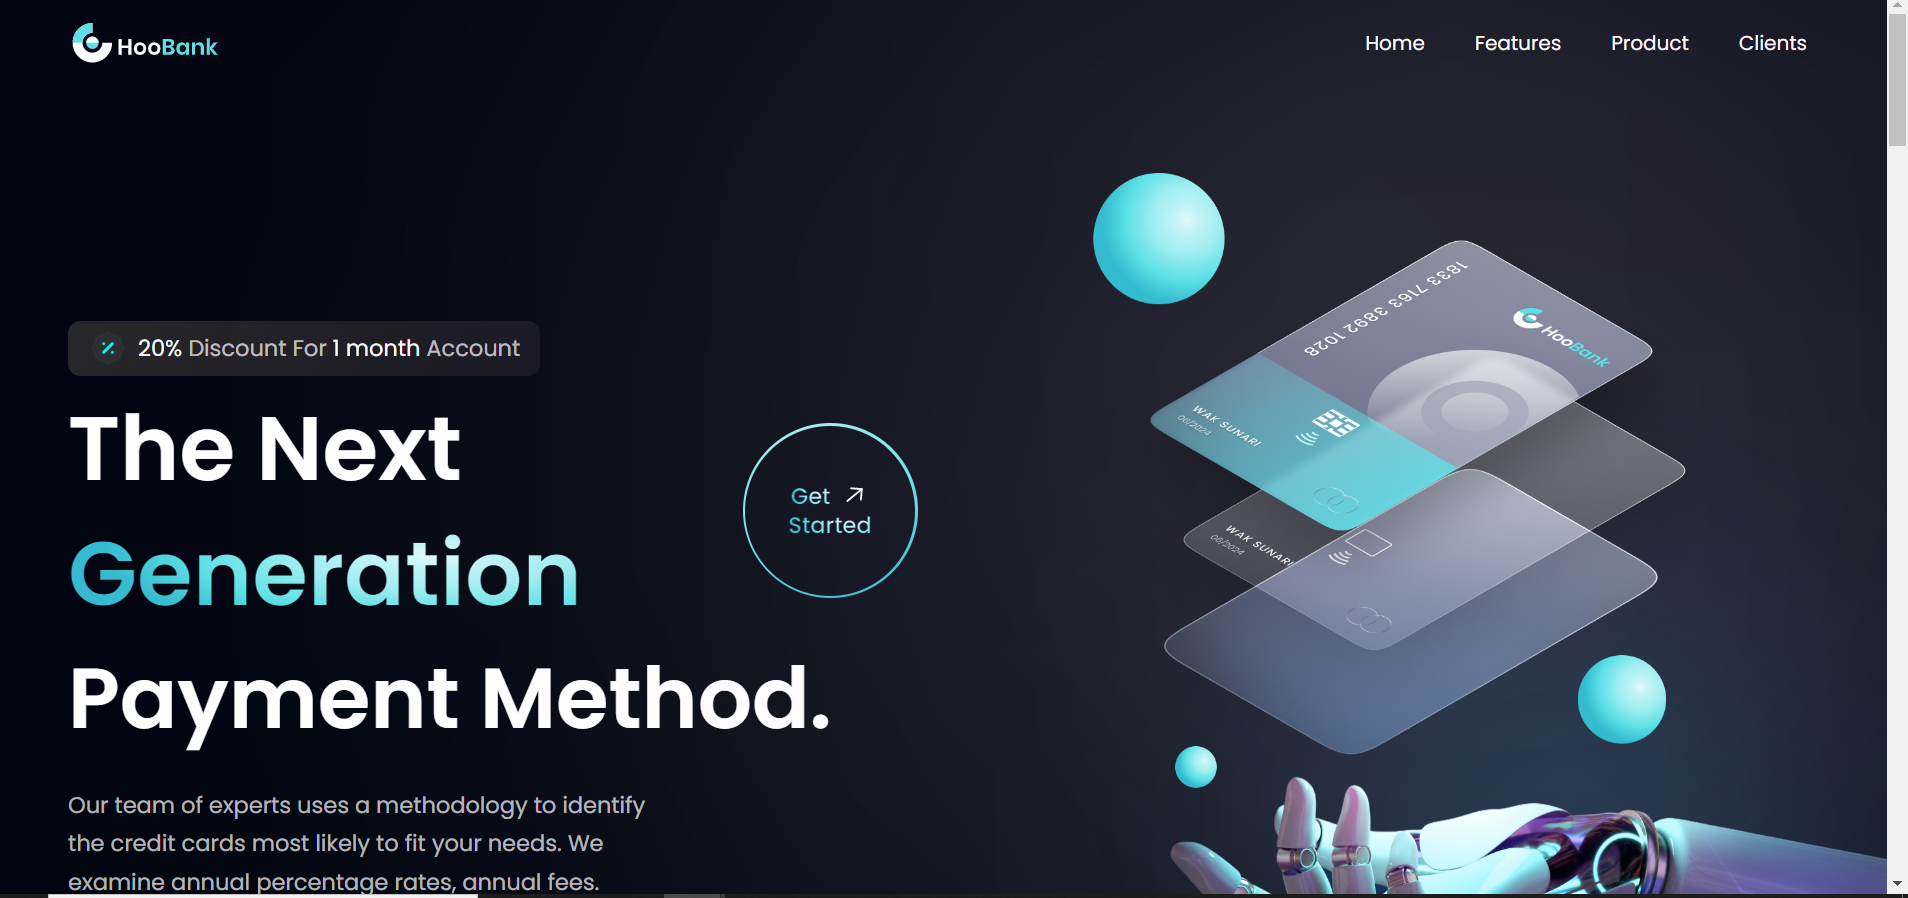 HooBank
Home
Features
Product
Clients
20% Discount For 1 month Account
The Next
Generation
Payment Method.
Get
Started
Our team of experts uses a methodology to identify
the credit cards most likely to fit your needs. We
examine annual percentage rates, annual fees.
1833 7163 3892 1028
HooBank
WAK SUNARI
06/2024
WAK SUNARI
06/2024